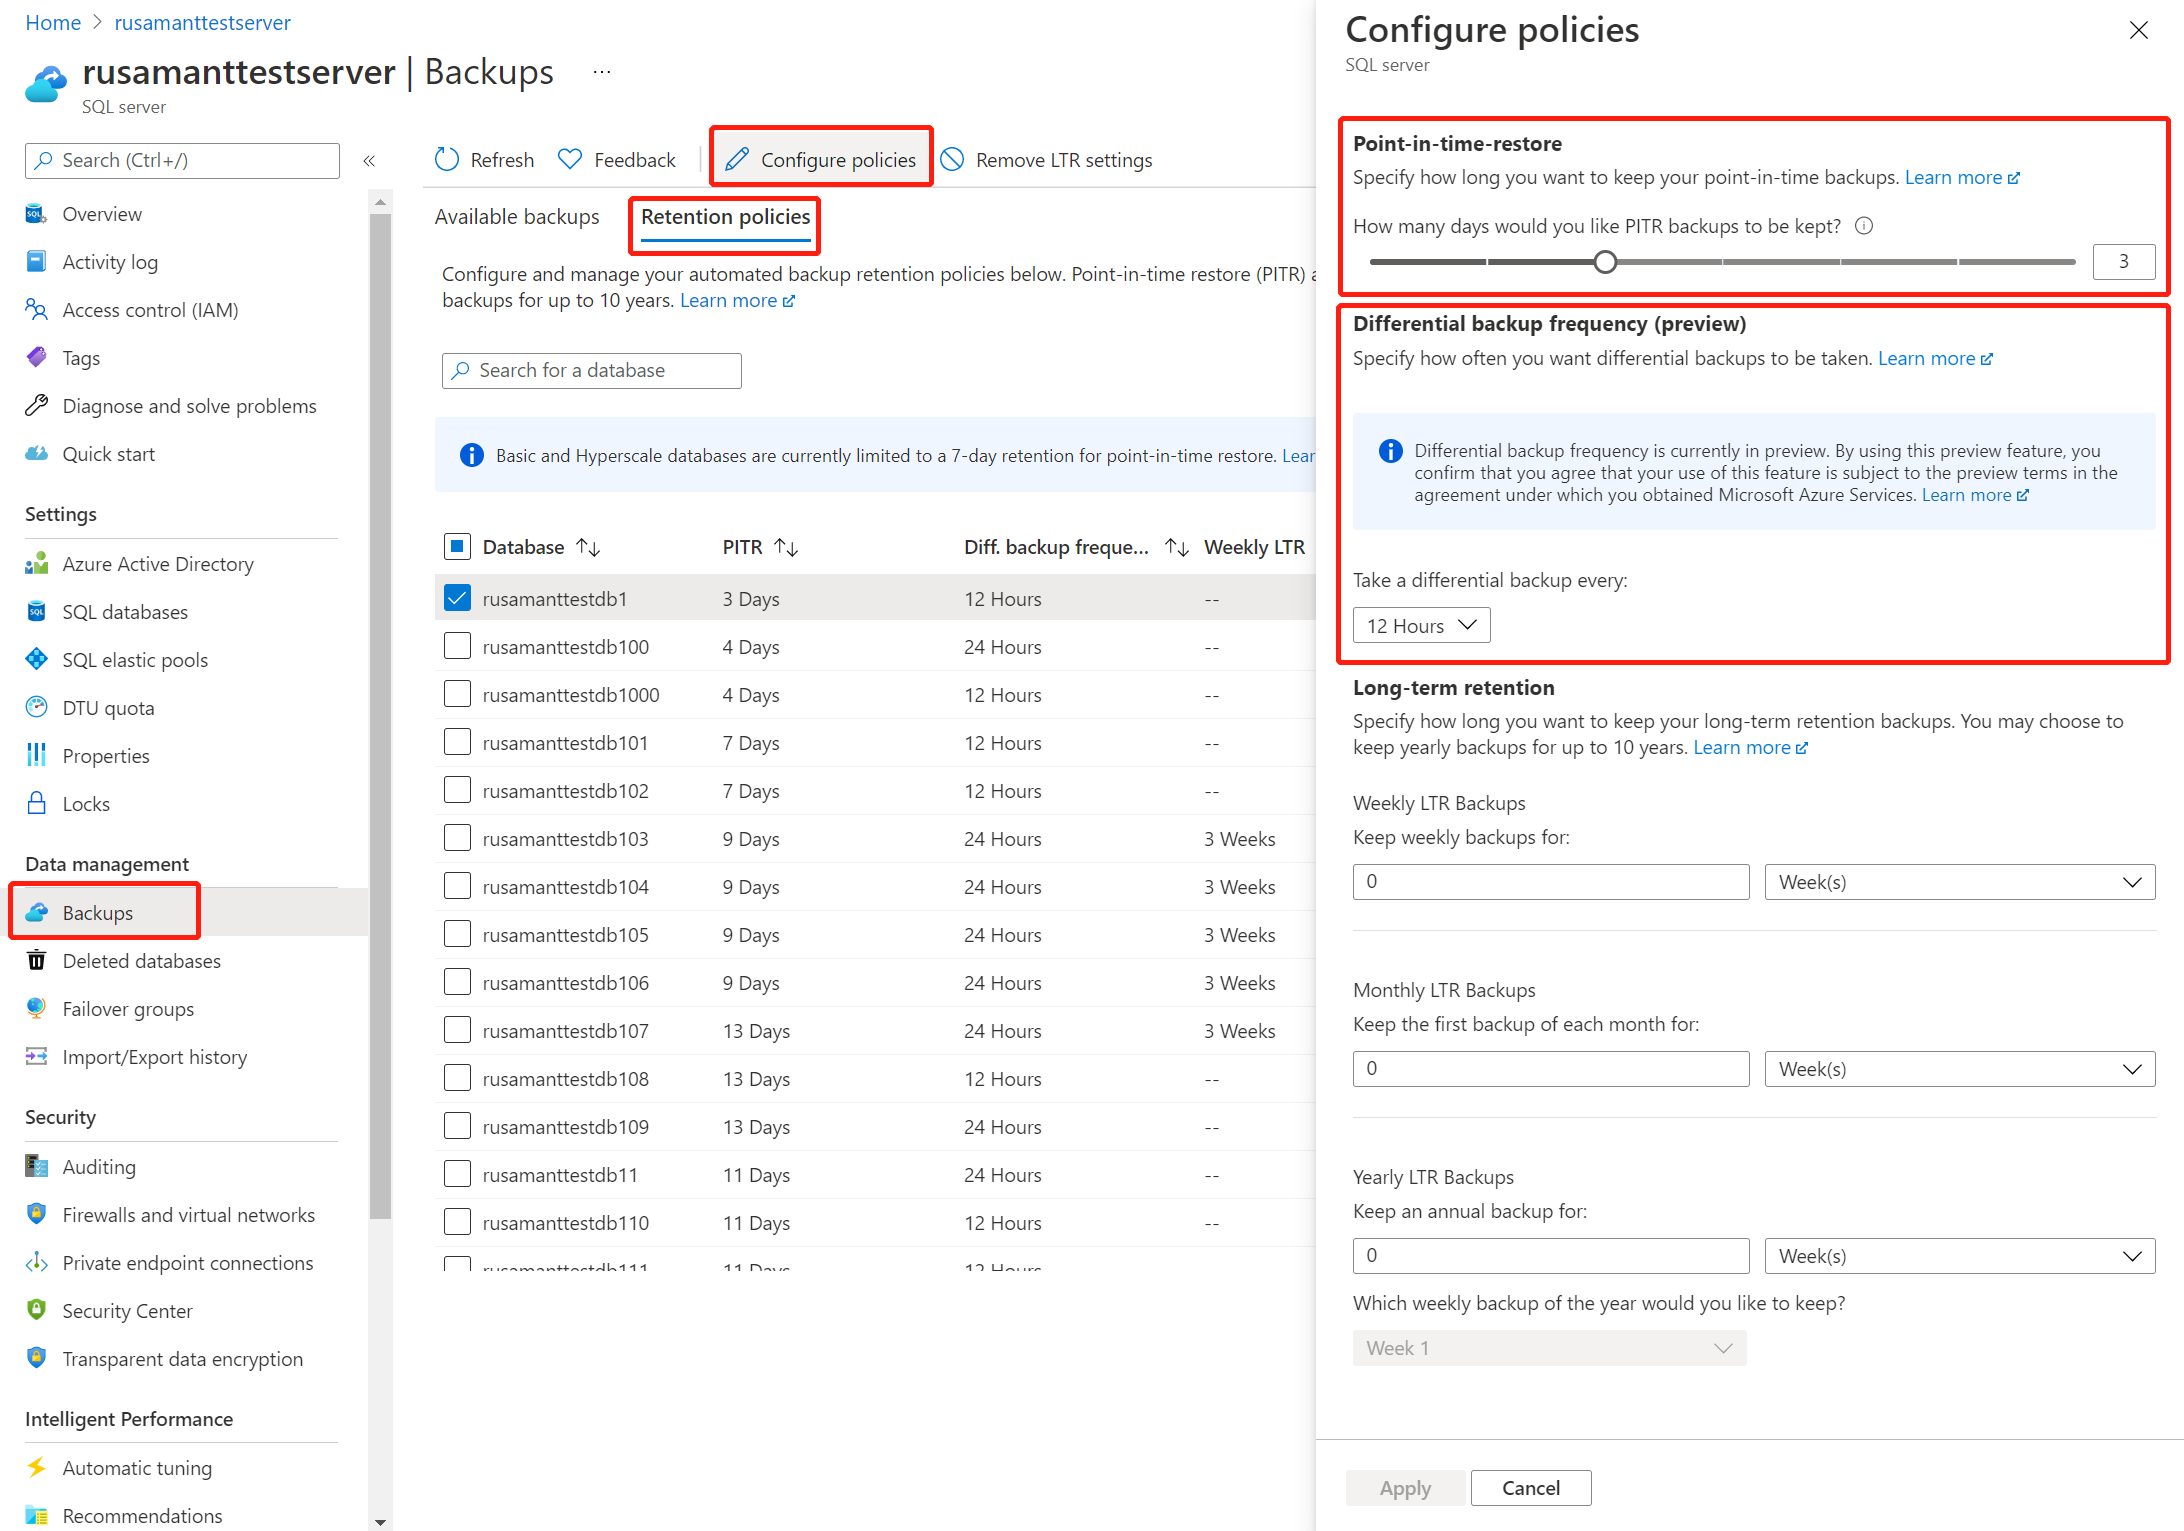 Home > rusamanttestserver
rusamanttestserver | Backups ...
SQL server
Search (Ctrl+/)
«
Overview
Activity log
Access control (IAM)
Tags
Diagnose and solve problems
Quick start
Settings
Azure Active Directory
SQL databases
SQL elastic pools
DTU quota
Properties
Locks
Data management
Backups
Deleted databases
Failover groups
Import/Export history
Security
Auditing
Firewalls and virtual networks
Private endpoint connections
Security Center
Transparent data encryption
Intelligent Performance
Automatic tuning
Recommendations
Refresh Feedback Configure policies Remove LTR settings
Available backups Retention policies
Configure and manage your automated backup retention policies below. Point-in-time restore (PITR)
backups for up to 10 years. Learn more
Search for a database
Basic and Hyperscale databases are currently limited to a 7-day retention for point-in-time restore. Lear
Database PITR Diff. backup freque... Weekly LTR
rusamanttestdb1 3 Days 12 Hours --
rusamanttestdb100 4 Days 24 Hours --
rusamanttestdb1000 4 Days 12 Hours --
rusamanttestdb101 7 Days 12 Hours --
rusamanttestdb102 7 Days 12 Hours --
rusamanttestdb103 9 Days 24 Hours 3 Weeks
rusamanttestdb104 9 Days 24 Hours 3 Weeks
rusamanttestdb105 9 Days 24 Hours 3 Weeks
rusamanttestdb106 9 Days 24 Hours 3 Weeks
rusamanttestdb107 13 Days 24 Hours 3 Weeks
rusamanttestdb108 13 Days 12 Hours --
rusamanttestdb109 13 Days 24 Hours --
rusamanttestdb11 11 Days 24 Hours --
rusamanttestdb110 11 Days 12 Hours --
rusamanttestdb111 11 Days 12 Hours
Configure policies
SQL server
Point-in-time-restore
Specify how long you want to keep your point-in-time backups. Learn more
How many days would you like PITR backups to be kept?
3
Differential backup frequency (preview)
Specify how often you want differential backups to be taken. Learn more
Differential backup frequency is currently in preview. By using this preview feature, you
confirm that you agree that your use of this feature is subject to the preview terms in the
agreement under which you obtained Microsoft Azure Services. Learn more
Take a differential backup every:
12 Hours
Long-term retention
Specify how long you want to keep your long-term retention backups. You may choose to
keep yearly backups for up to 10 years. Learn more
Weekly LTR Backups
Keep weekly backups for:
0 Week(s)
Monthly LTR Backups
Keep the first backup of each month for:
0 Week(s)
Yearly LTR Backups
Keep an annual backup for:
0 Week(s)
Which weekly backup of the year would you like to keep?
Week 1
Apply Cancel